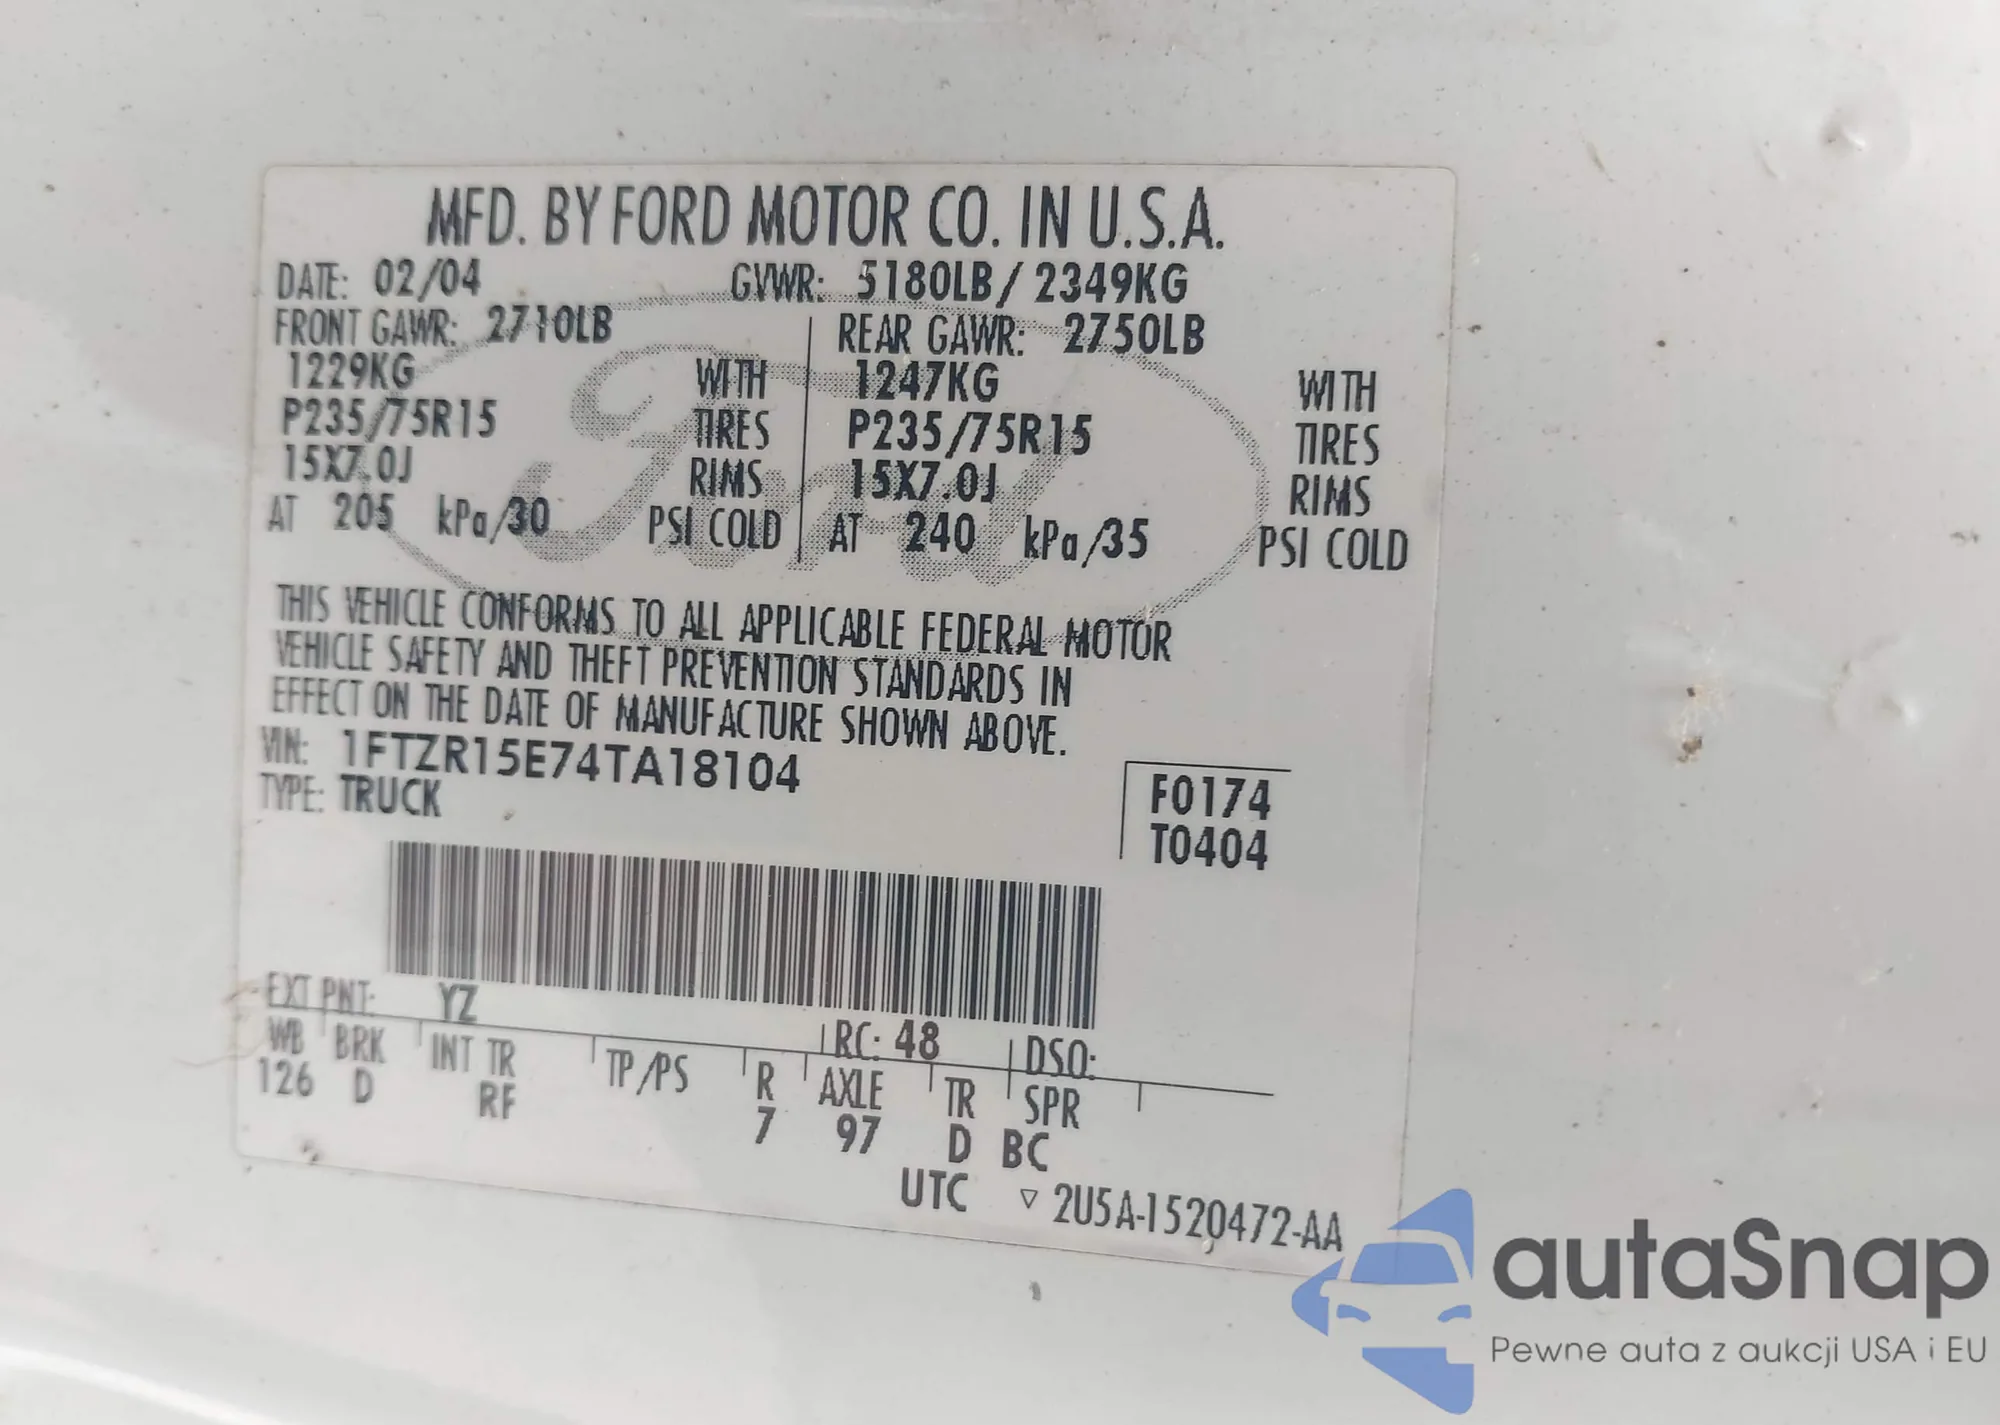 MFD. BY FORD MOTOR CO. IN U.S.A.
DATE: 02/04 GVWR: 5180LB/ 2349KG
FRONT GAWR: 2710LB REAR GAWR: 2750LB
1229KG WITH 1247KG WITH
P235/75R15 TIRES P235/75R15 TIRES
15X7.0J RIMS 15X7.0J RIMS
AT 205 kPa/30 PSI COLD AT 240 kPa/35 PSI COLD
Ford
THIS VEHICLE CONFORMS TO ALL APPLICABLE FEDERAL MOTOR
VEHICLE SAFETY AND THEFT PREVENTION STANDARDS IN
EFFECT ON THE DATE OF MANUFACTURE SHOWN ABOVE.
VIN: 1FTZR15E74TA18104
TYPE: TRUCK
F0174
T0404
EXT PNT: YZ
RC: 48 DSO:
WB BRK INT TR TP/PS R AXLE TR SPR
126 D RF 7 97 D BC
UTC ▽ 2U5A-1520472-AA
autaSnap
Pewne auta z aukcji USA i EU